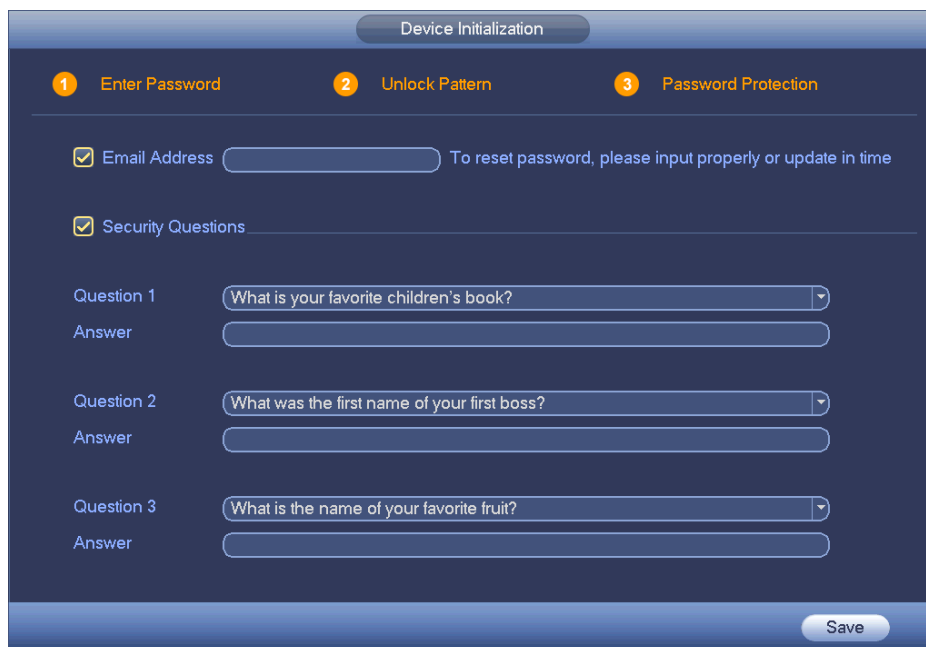 Device Initialization
1 Enter Password 2 Unlock Pattern 3 Password Protection
Email Address To reset password, please input properly or update in time
Security Questions
Question 1 What is your favorite children's book?
Answer
Question 2 What was the first name of your first boss?
Answer
Question 3 What is the name of your favorite fruit?
Answer
Save